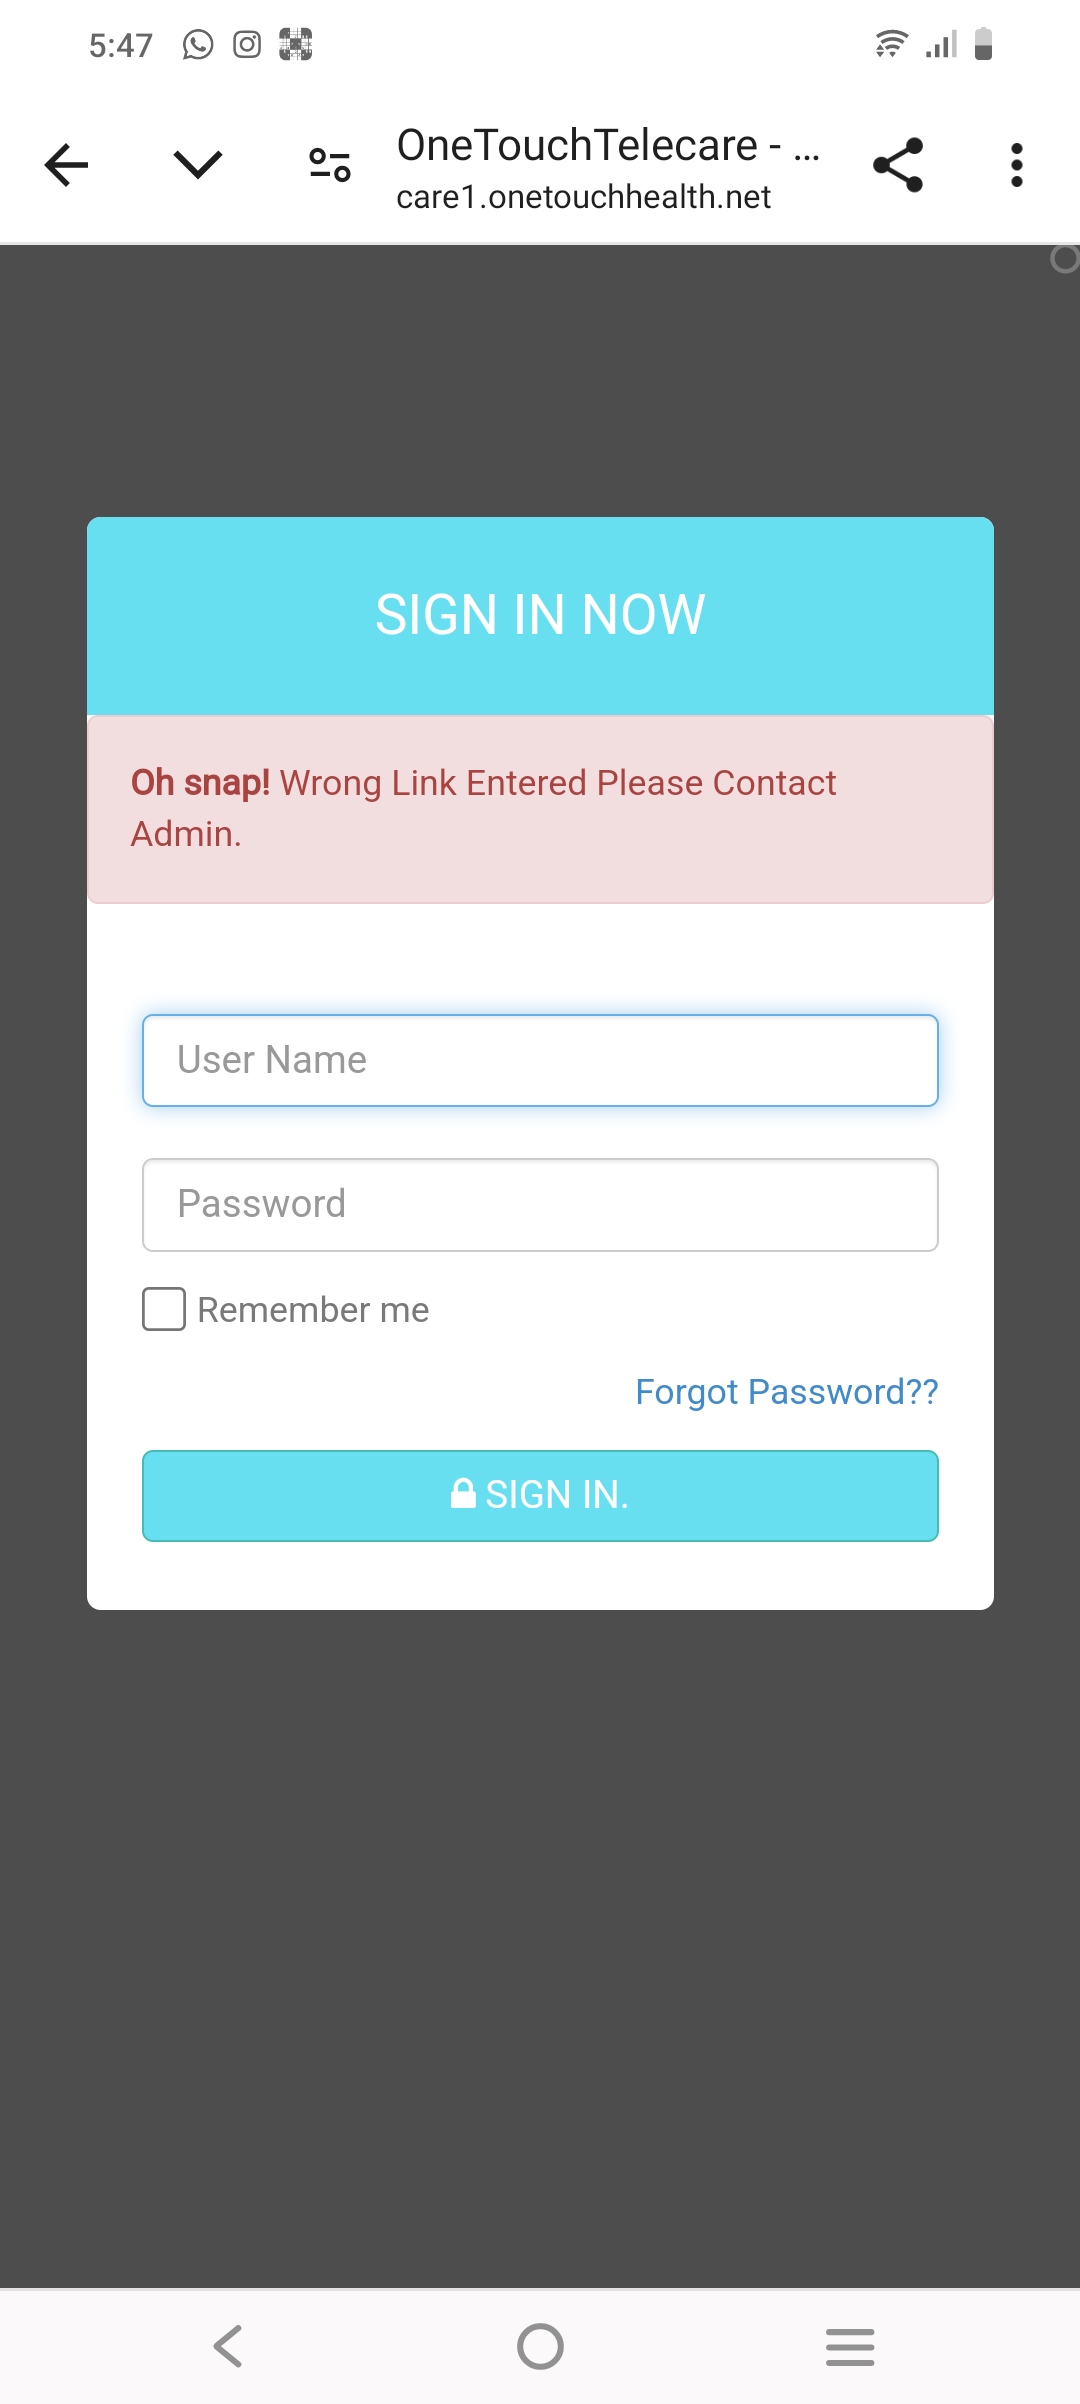 5:47
OneTouchTelecare - ...
care1.onetouchhealth.net
SIGN IN NOW
Oh snap! Wrong Link Entered Please Contact
Admin.
User Name
Password
Remember me
Forgot Password??
SIGN IN.